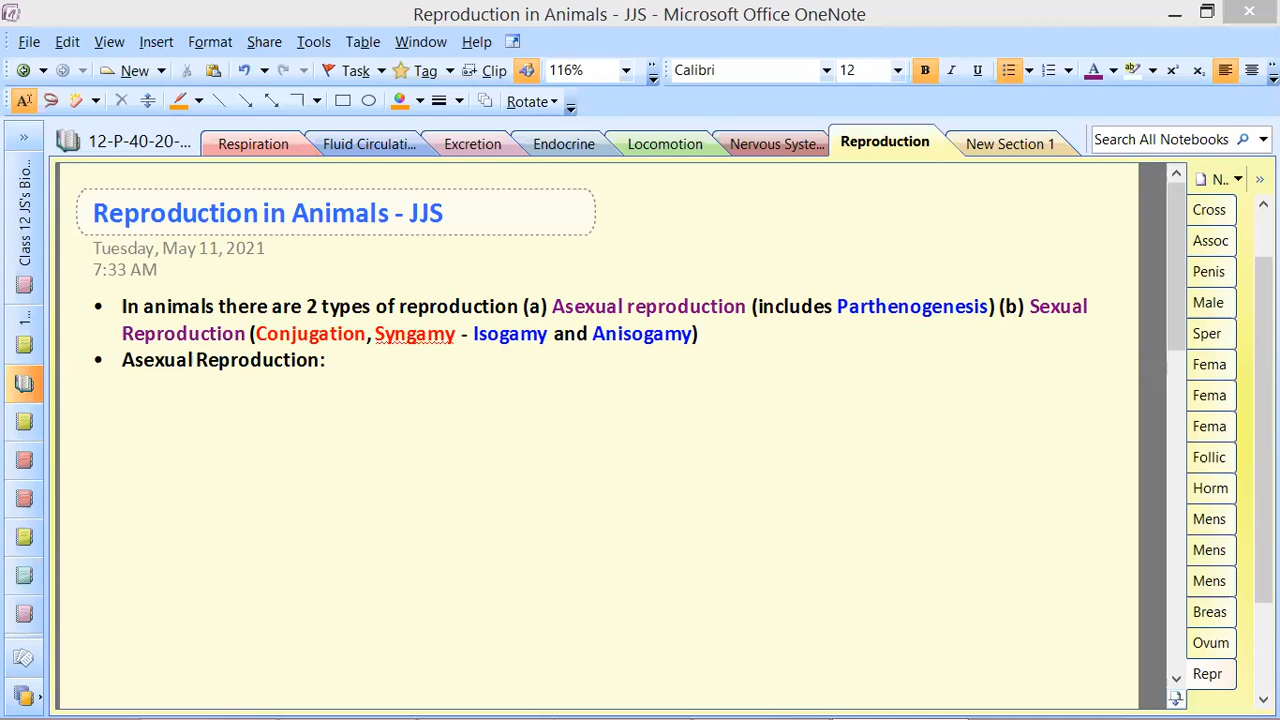 Reproduction in Animals - JJS - Microsoft Office OneNote
File Edit View Insert Format Share Tools Table Window Help
New Task Tag Clip 116% Calibri 12 B I U
Rotate
12-P-40-20-... Respiration Fluid Circulati... Excretion Endocrine Locomotion Nervous Syste... Reproduction New Section 1 Search All Notebooks
Class 12 JS's Bio...
1...
Reproduction in Animals - JJS
Tuesday, May 11, 2021
7:33 AM
• In animals there are 2 types of reproduction (a) Asexual reproduction (includes Parthenogenesis) (b) Sexual
Reproduction (Conjugation, Syngamy - Isogamy and Anisogamy)
• Asexual Reproduction:
N..
Cross
Assoc
Penis
Male
Sper
Fema
Fema
Fema
Follic
Horm
Mens
Mens
Mens
Breas
Ovum
Repr